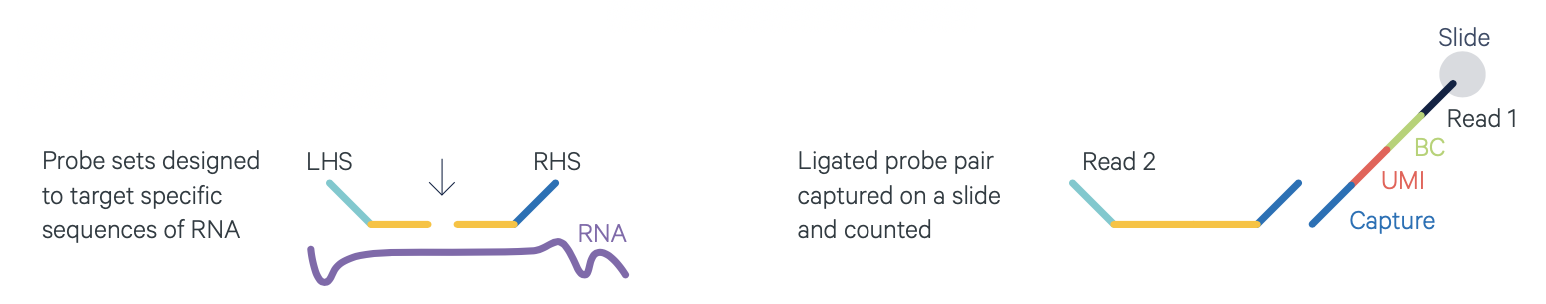 Probe sets designed
to target specific
sequences of RNA
LHS
RHS
RNA
Ligated probe pair
captured on a slide
and counted
Read 2
Slide
Read 1
BC
UMI
Capture